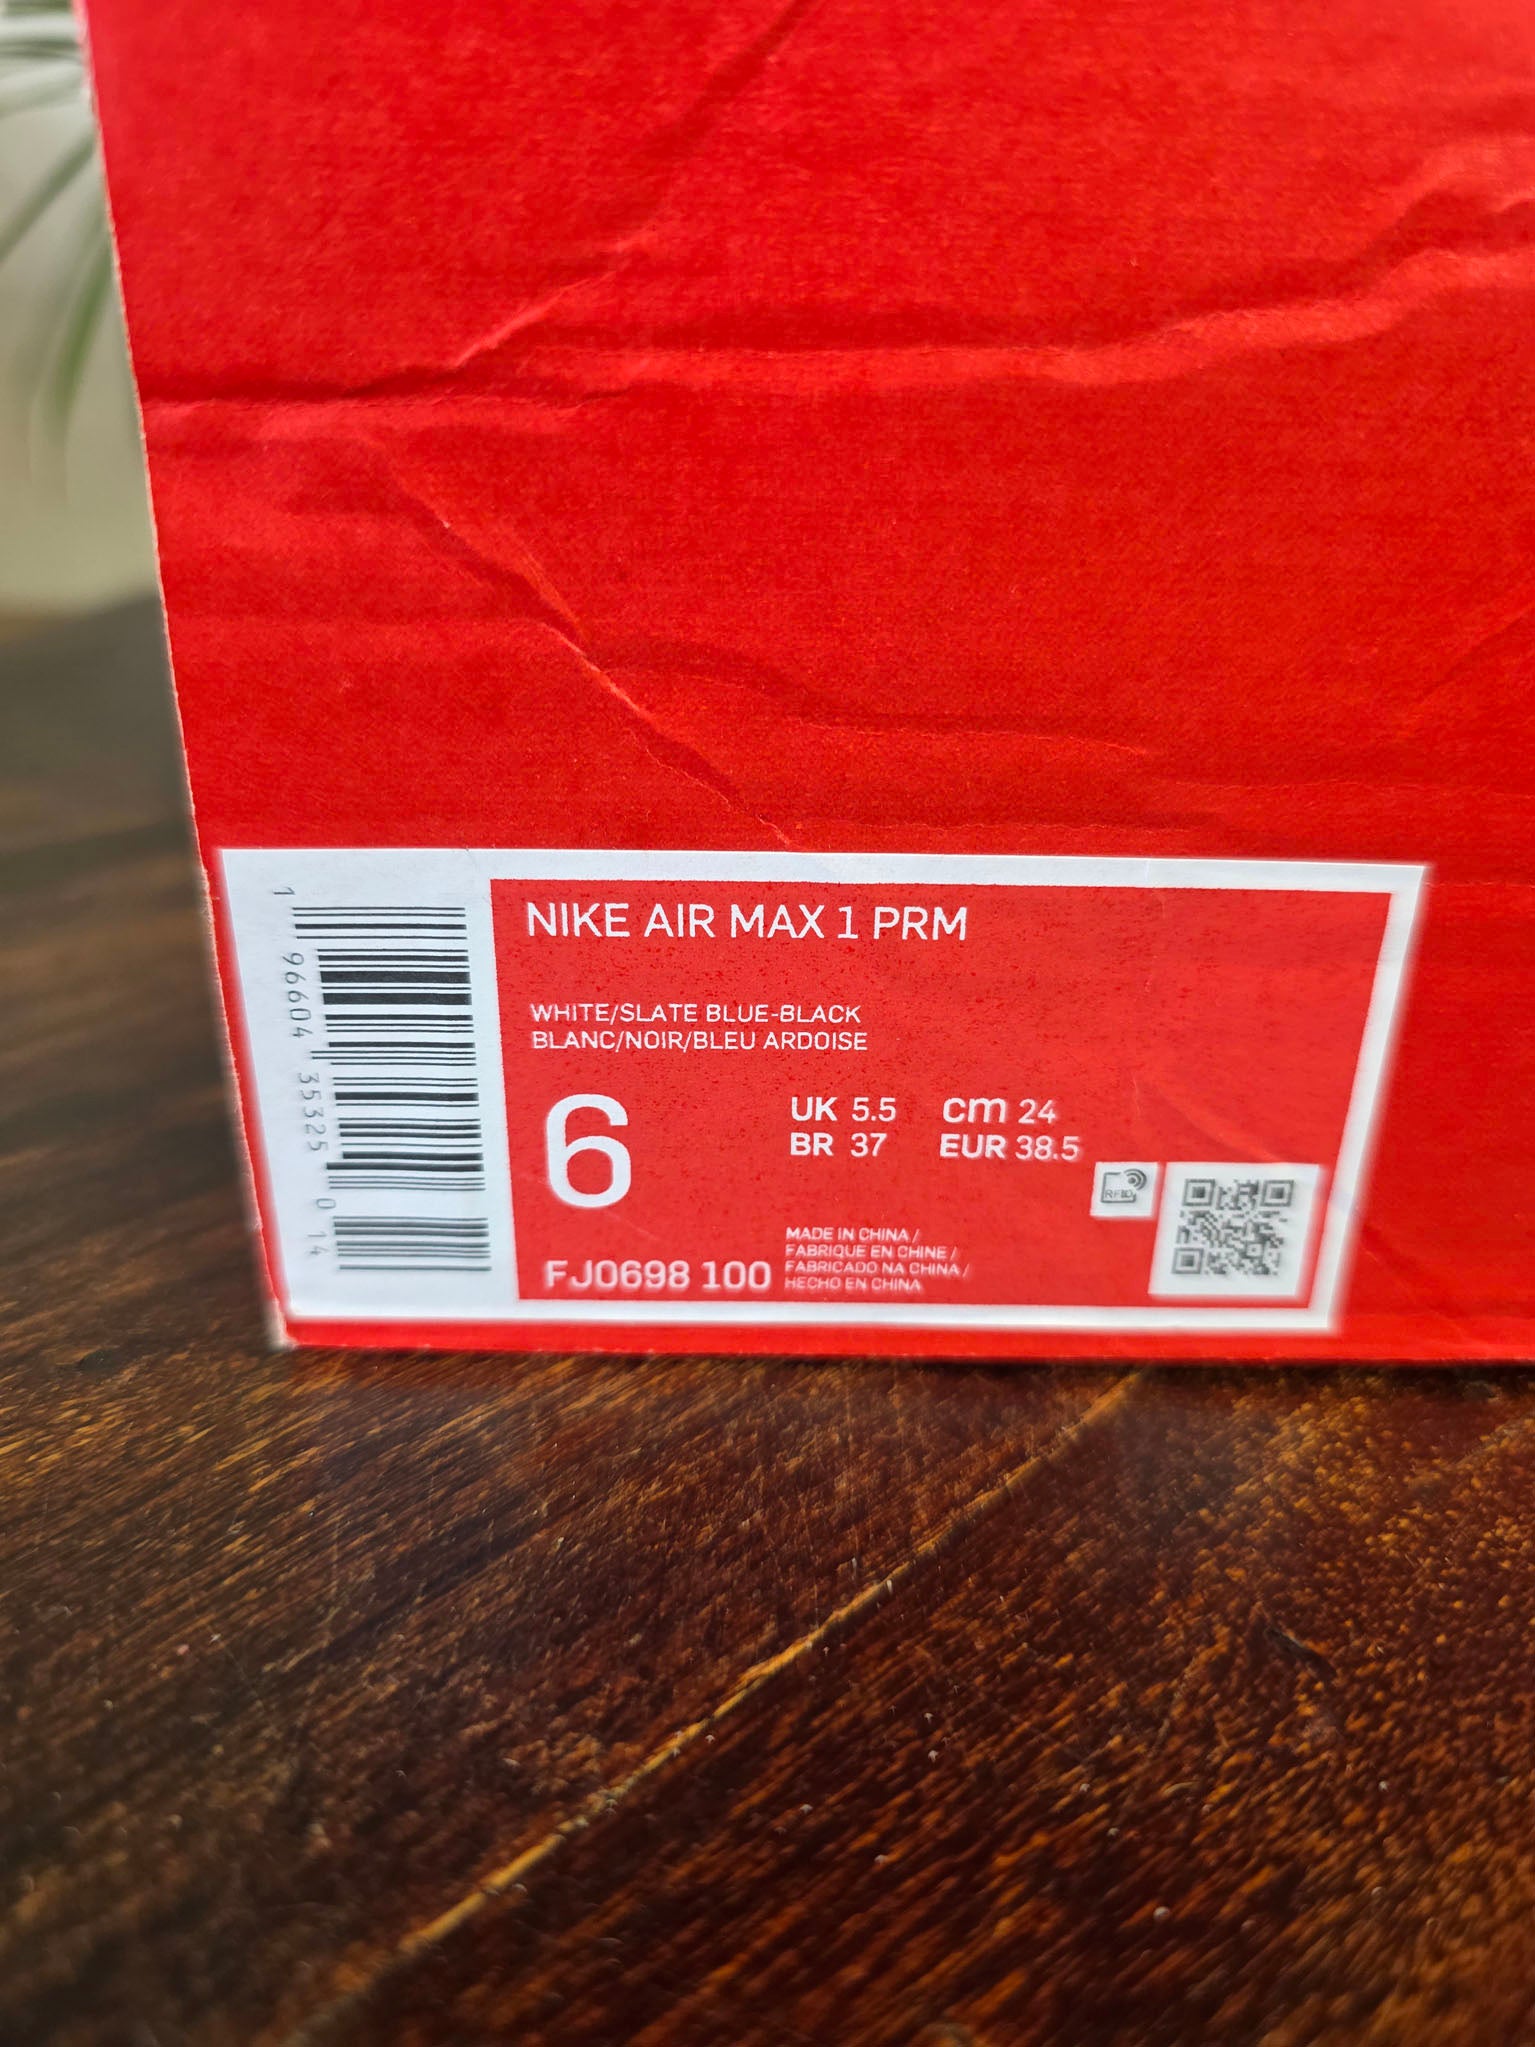 NIKE AIR MAX 1 PRM
WHITE/SLATE BLUE-BLACK
BLANC/NOIR/BLEU ARDOISE
6
UK 5.5 cm 24
BR 37 EUR 38.5
RFID
FJ0698 100
MADE IN CHINA /
FABRIQUE EN CHINE /
FABRICADO NA CHINA /
HECHO EN CHINA
1 96604 35325 0 14